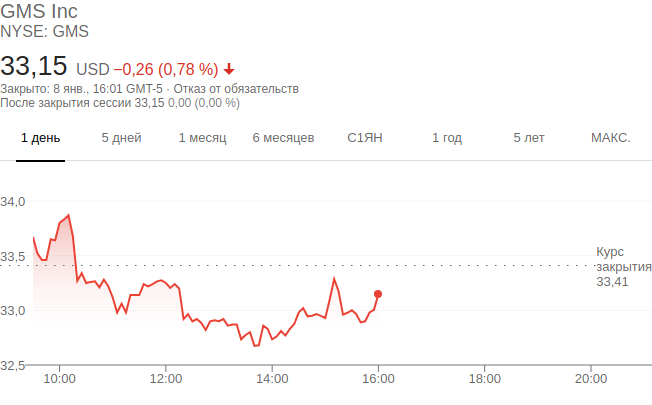 GMS Inc
NYSE: GMS
33,15 USD −0,26 (0,78 %)
Закрыто: 8 янв., 16:01 GMT-5 · Отказ от обязательств
После закрытия сессии 33,15 0,00 (0,00 %)
1 день 5 дней 1 месяц 6 месяцев С1ЯН 1 год 5 лет МАКС.
34,0
33,5
Курс
закрытия
33,41
33,0
32,5
10:00 12:00 14:00 16:00 18:00 20:00